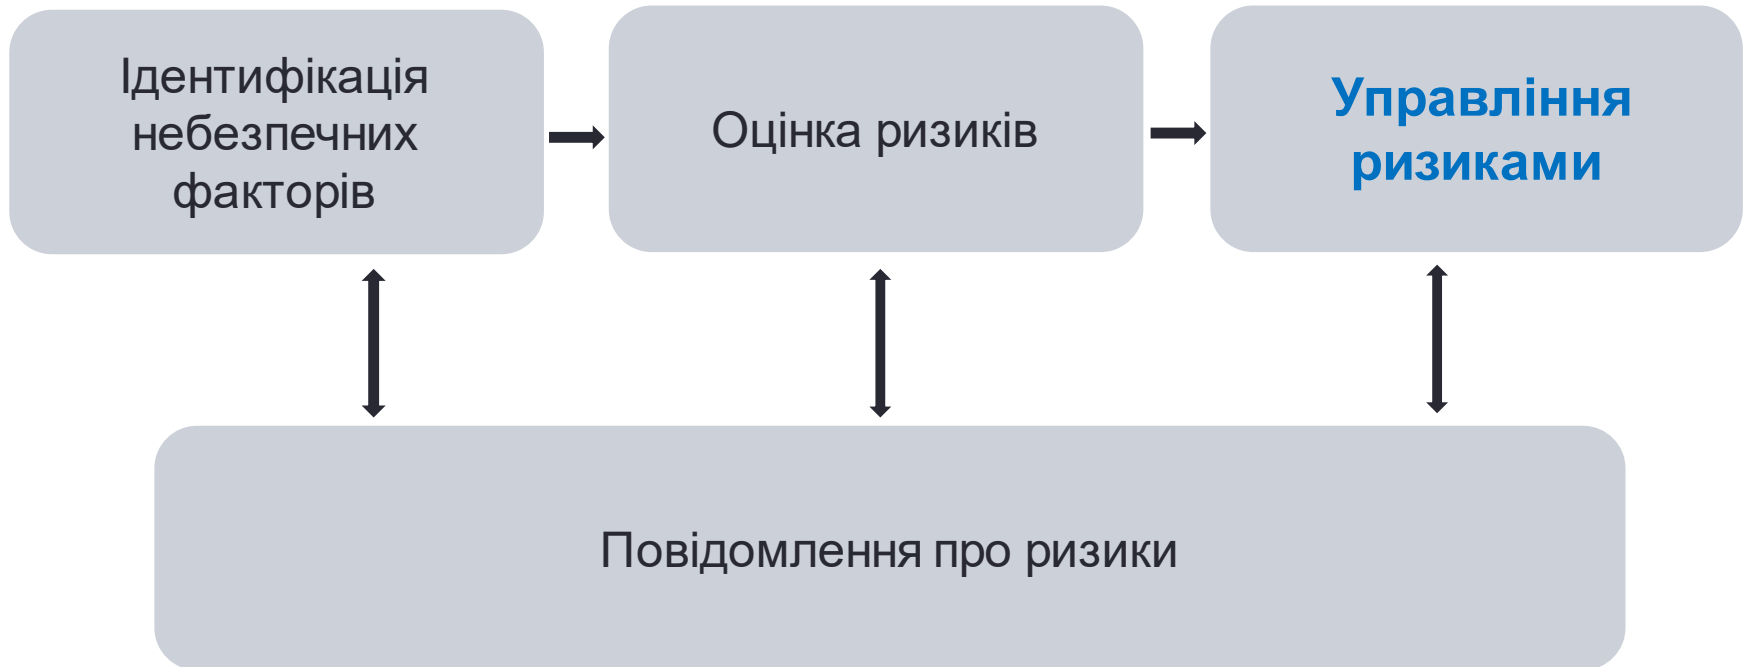 Ідентифікація
небезпечних
факторів
Оцінка ризиків
Управління
ризиками
Повідомлення про ризики